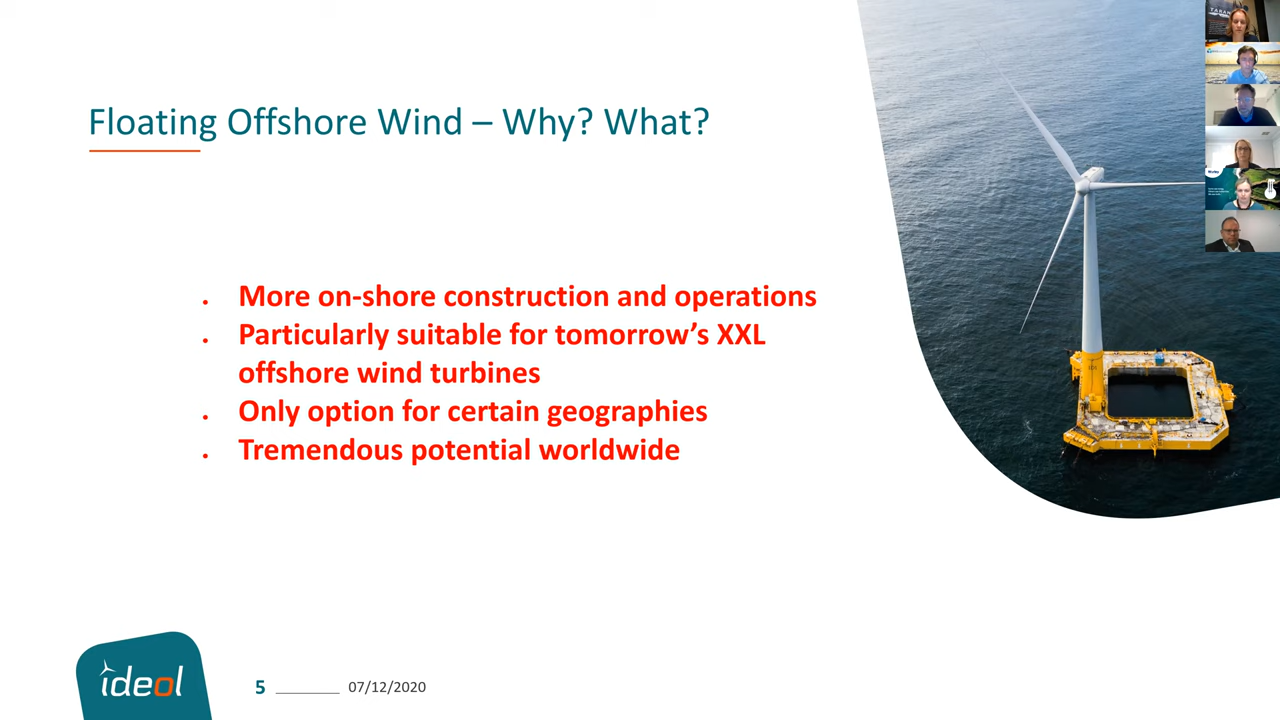 Floating Offshore Wind – Why? What?
• More on-shore construction and operations
• Particularly suitable for tomorrow’s XXL
offshore wind turbines
• Only option for certain geographies
• Tremendous potential worldwide
ideol
5
07/12/2020